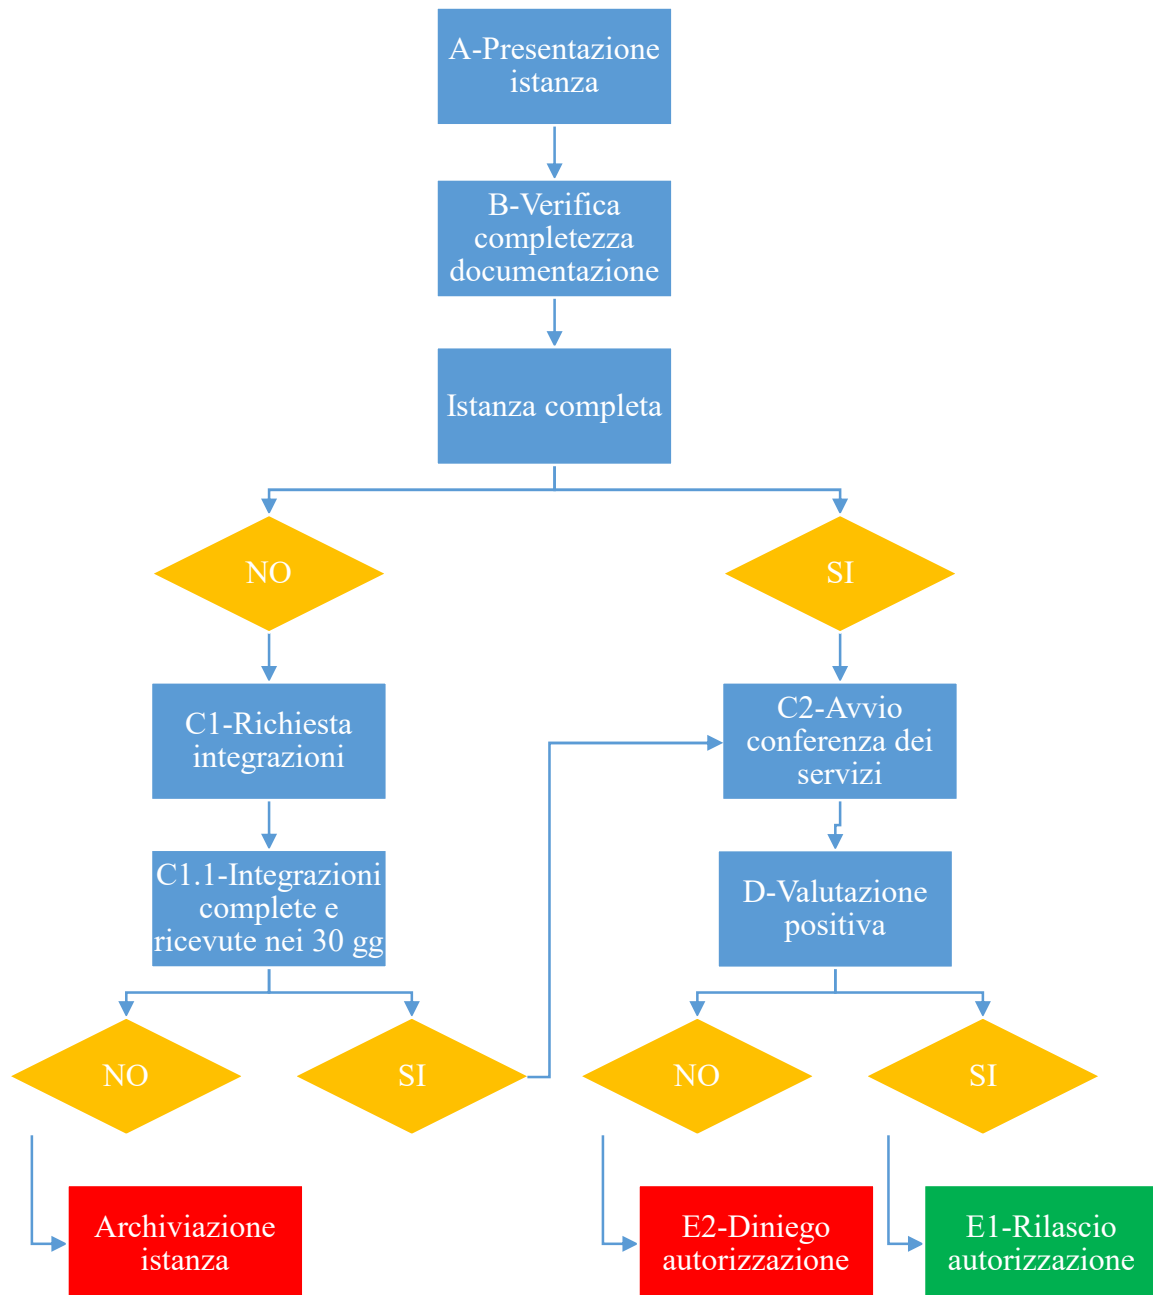 A-Presentazione
istanza
B-Verifica
completezza
documentazione
Istanza completa
NO
SI
C1-Richiesta
integrazioni
C2-Avvio
conferenza dei
servizi
C1.1-Integrazioni
complete e
ricevute nei 30 gg
D-Valutazione
positiva
NO
SI
NO
SI
Archiviazione
istanza
E2-Diniego
autorizzazione
E1-Rilascio
autorizzazione